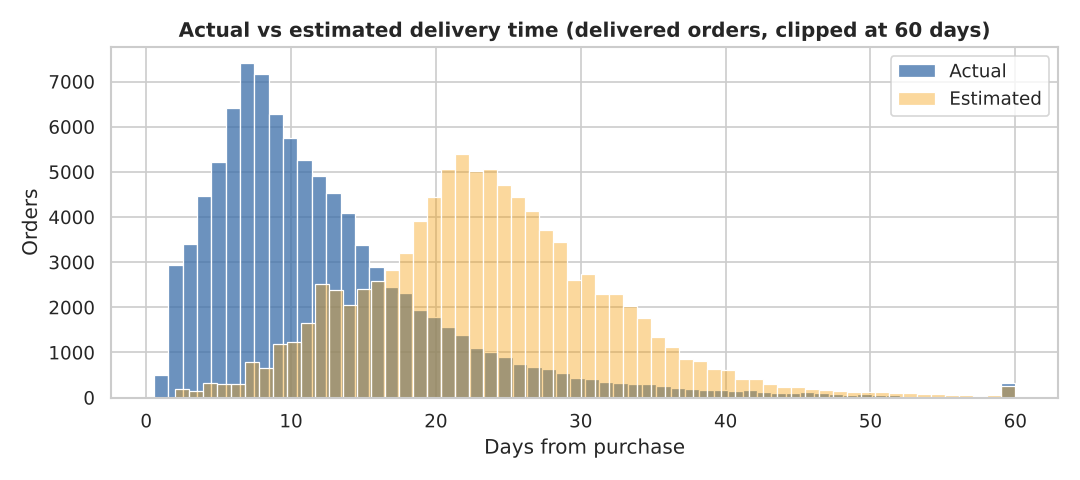 Actual vs estimated delivery time (delivered orders, clipped at 60 days)
Actual
Estimated
Orders
7000
6000
5000
4000
3000
2000
1000
0
0 10 20 30 40 50 60
Days from purchase